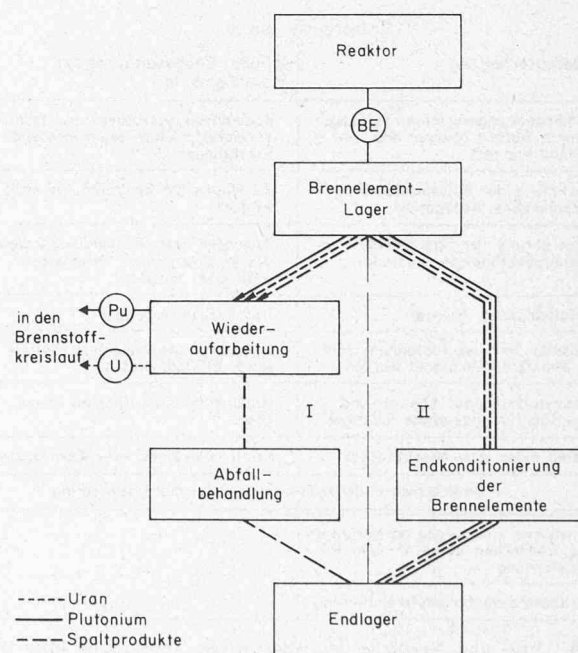 Reaktor
BE
Brennelement-
Lager
Pu
in den
Brennstoff-
kreislauf
U
Wieder-
aufarbeitung
I
II
Abfall-
behandlung
Endkonditionierung
der
Brennelemente
Uran
Plutonium
Spaltprodukte
Endlager